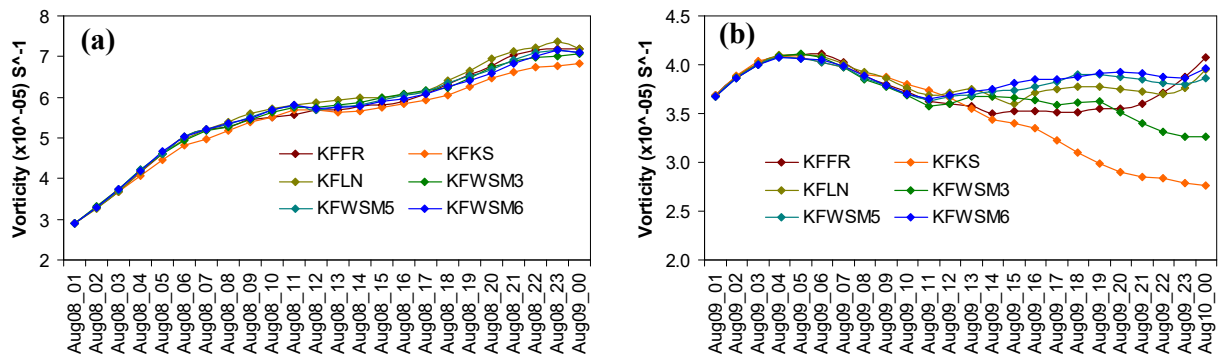 (a)
Vorticity (x10^-05) S^-1
8
7
6
5
4
3
2
KFFR
KFKS
KFLN
KFWSM3
KFWSM5
KFWSM6
Aug08_01
Aug08_02
Aug08_03
Aug08_04
Aug08_05
Aug08_06
Aug08_07
Aug08_08
Aug08_09
Aug08_10
Aug08_11
Aug08_12
Aug08_13
Aug08_14
Aug08_15
Aug08_16
Aug08_17
Aug08_18
Aug08_19
Aug08_20
Aug08_21
Aug08_22
Aug08_23
Aug09_00
(b)
Vorticity (x10^-05) S^-1
4.5
4.0
3.5
3.0
2.5
2.0
KFFR
KFKS
KFLN
KFWSM3
KFWSM5
KFWSM6
Aug09_01
Aug09_02
Aug09_03
Aug09_04
Aug09_05
Aug09_06
Aug09_07
Aug09_08
Aug09_09
Aug09_10
Aug09_11
Aug09_12
Aug09_13
Aug09_14
Aug09_15
Aug09_16
Aug09_17
Aug09_18
Aug09_19
Aug09_20
Aug09_21
Aug09_22
Aug09_23
Aug10_00